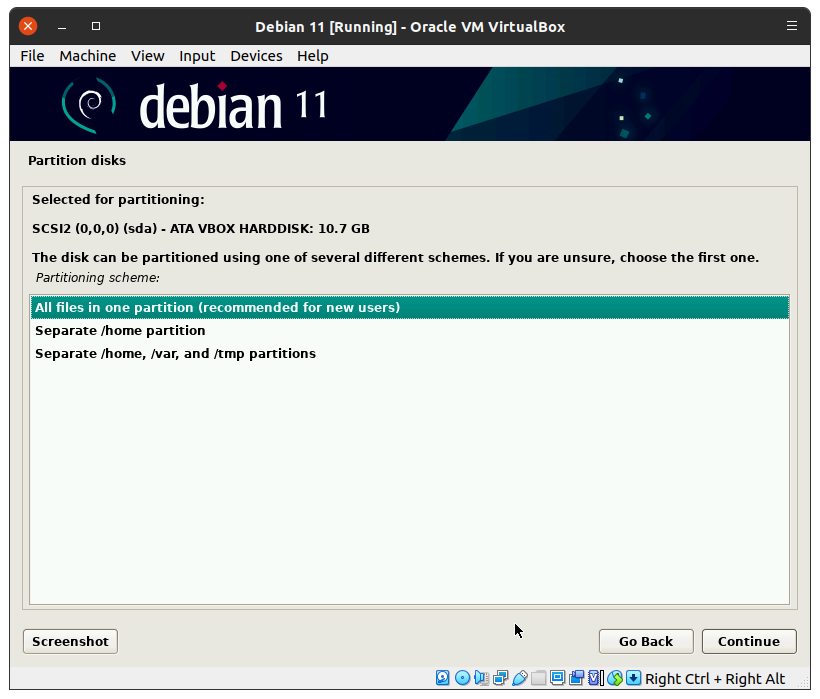 Debian 11 [Running] - Oracle VM VirtualBox
File Machine View Input Devices Help
debian 11
Partition disks
Selected for partitioning:
SCSI2 (0,0,0) (sda) - ATA VBOX HARDDISK: 10.7 GB
The disk can be partitioned using one of several different schemes. If you are unsure, choose the first one.
Partitioning scheme:
All files in one partition (recommended for new users)
Separate /home partition
Separate /home, /var, and /tmp partitions
Screenshot Go Back Continue
Right Ctrl + Right Alt